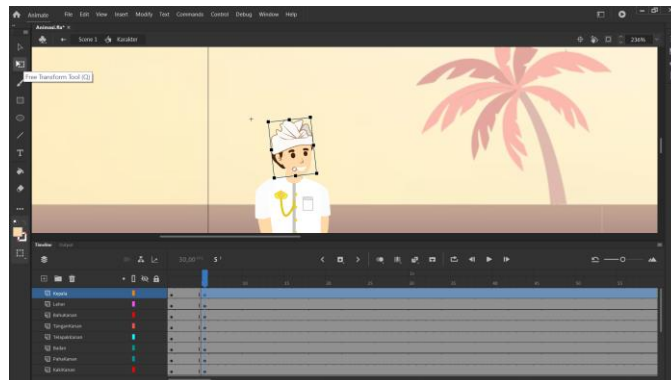 Animate File Edit View Insert Modify Text Commands Control Debug Window Help
Animasi.fla* ×
Scene 1 Karakter 236%
Free Transform Tool (Q)
T
Timeline Output
30,00 FPS 5
Kepala
Leher
BahuKanan
TanganKanan
TelapakKanan
Badan
PahaKanan
KakiKanan